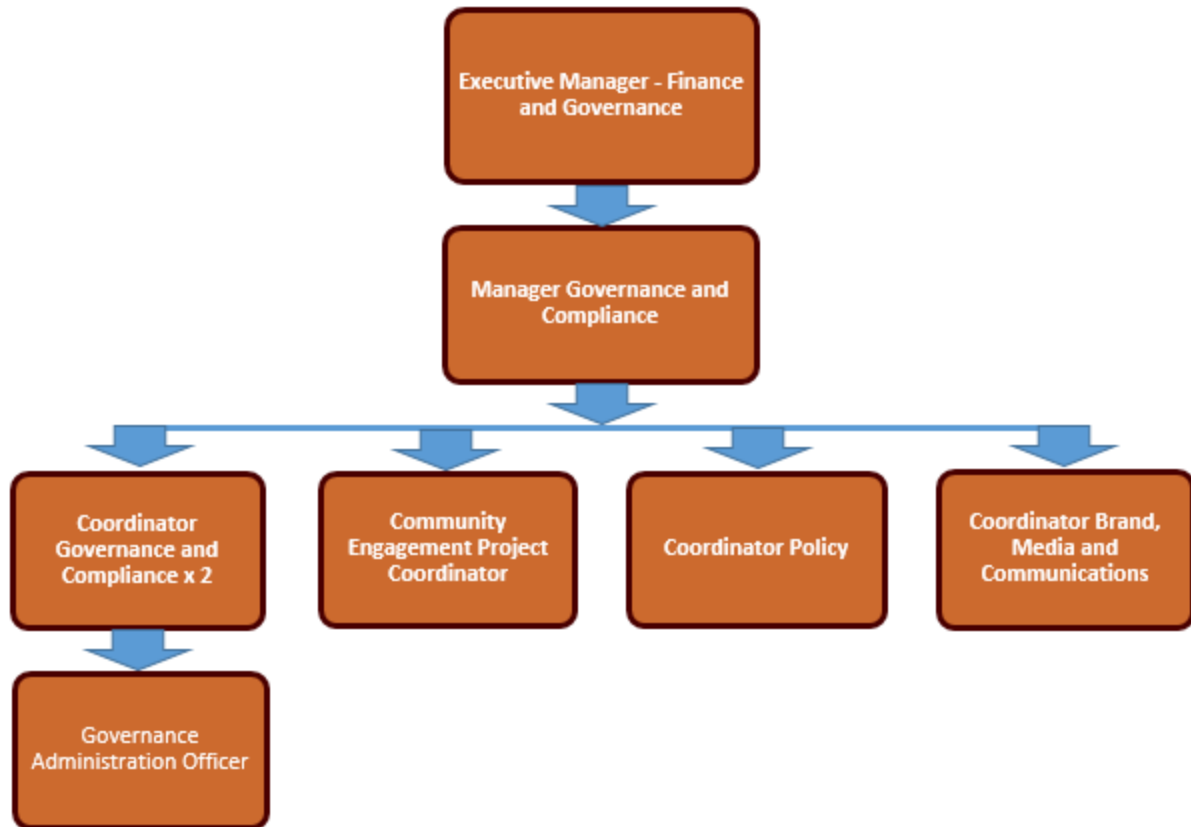 Executive Manager - Finance
and Governance
Manager Governance and
Compliance
Coordinator
Governance and
Compliance x 2
Community
Engagement Project
Coordinator
Coordinator Policy
Coordinator Brand,
Media and
Communications
Governance
Administration Officer